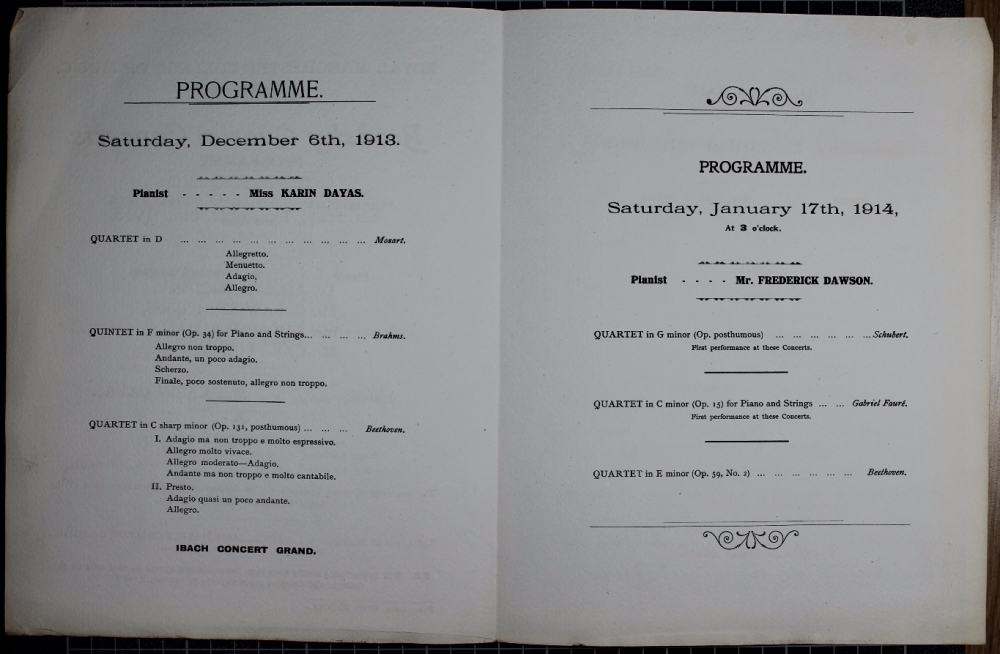 PROGRAMME.
Saturday, December 6th, 1913.
Pianist - - - - - Miss KARIN DAYAS.
QUARTET in D ... ... ... ... ... ... ... ... ... ... ... Mozart.
Allegretto.
Menuetto.
Adagio.
Allegro.
QUINTET in F minor (Op. 34) for Piano and Strings... ... ... ... Brahms.
Allegro non troppo.
Andante, un poco adagio.
Scherzo.
Finale, poco sostenuto, allegro non troppo.
QUARTET in C sharp minor (Op. 131, posthumous) ... ... ... Beethoven.
I. Adagio ma non troppo e molto espressivo.
Allegro molto vivace.
Allegro moderato—Adagio.
Andante ma non troppo e molto cantabile.
II. Presto.
Adagio quasi un poco andante.
Allegro.
IBACH CONCERT GRAND.
PROGRAMME.
Saturday, January 17th, 1914,
At 3 o'clock.
Pianist - - - - Mr. FREDERICK DAWSON.
QUARTET in G minor (Op. posthumous) ... ... ... ... ... ... Schubert.
First performance at these Concerts.
QUARTET in C minor (Op. 15) for Piano and Strings ... ... Gabriel Fauré.
First performance at these Concerts.
QUARTET in E minor (Op. 59, No. 2) ... ... ... ... ... ... Beethoven.